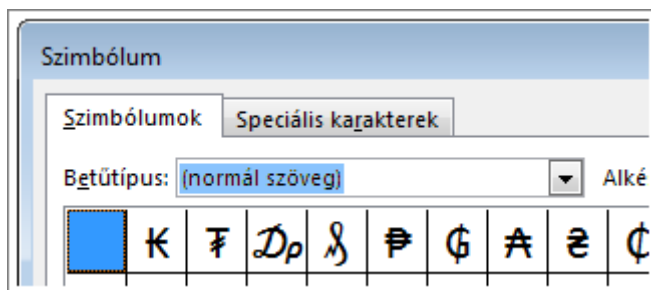 Szimbólum
Szimbólumok Speciális karakterek
Betűtípus: (normál szöveg) Alké
₭ ₮ ₯ ₰ ₱ ₲ ₳ ₴ ₵